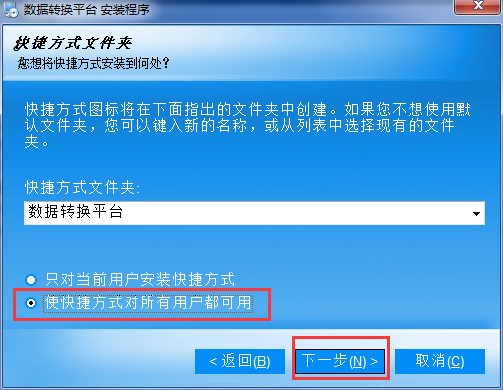 数据转换平台 安装程序
快捷方式文件夹
您想将快捷方式安装到何处?
快捷方式图标将在下面指出的文件夹中创建。如果您不想使用默
认文件夹，您可以键入新的名称，或从列表中选择现有的文件
夹。
快捷方式文件夹:
数据转换平台
只对当前用户安装快捷方式
使快捷方式对所有用户都可用
< 返回(B) 下一步(N) > 取消(C)